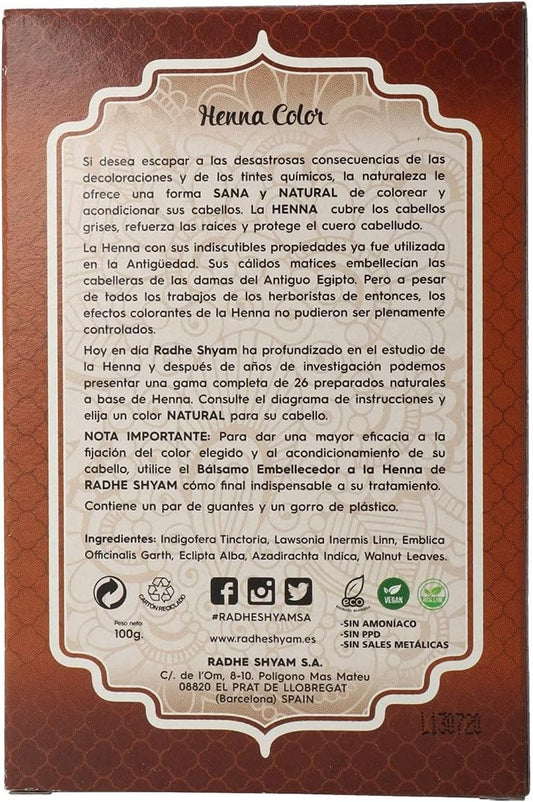 Henna Color
Si desea escapar a las desastrosas consecuencias de las
decoloraciones y de los tintes químicos, la naturaleza le
ofrece una forma SANA y NATURAL de colorear y
acondicionar sus cabellos. La HENNA cubre los cabellos
grises, refuerza las raices y protege el cuero cabelludo.
La Henna con sus indiscutibles propiedades ya fue utilizada
en la Antigüedad. Sus cálidos matices embellecían las
cabelleras de las damas del Antiguo Egipto. Pero a pesar
de todos los trabajos de los herboristas de entonces, los
efectos colorantes de la Henna no pudieron ser plenamente
controlados.
Hoy en día Radhe Shyam ha profundizado en el estudio de
la Henna y después de años de investigación podemos
presentar una gama completa de 26 preparados naturales
a base de Henna. Consulte el diagrama de instrucciones y
elija un color NATURAL para su cabello.
NOTA IMPORTANTE: Para dar una mayor eficacia a la
fijación del color elegido y al acondicionamiento de su
cabello, utilice el Bálsamo Embellecedor a la Henna de
RADHE SHYAM cómo final indispensable a su tratamiento.
Contiene un par de guantes y un gorro de plástico.
Ingredientes: Indigofera Tinctoria, Lawsonia Inermis Linn, Emblica
Officinalis Garth, Eclipta Alba, Azadirachta Indica, Walnut Leaves.
CARTÓN RECICLADO
Peso neto:
100g.
#RADHESHYAMSA
www.radheshyam.es
eco
producto ecológico
VEGAN
-SIN AMONÍACO
-SIN PPD
-SIN SALES METÁLICAS
RADHE SHYAM S.A.
C/. de l'Om, 8-10. Polígono Mas Mateu
08820 EL PRAT DE LLOBREGAT
(Barcelona) SPAIN
L130720